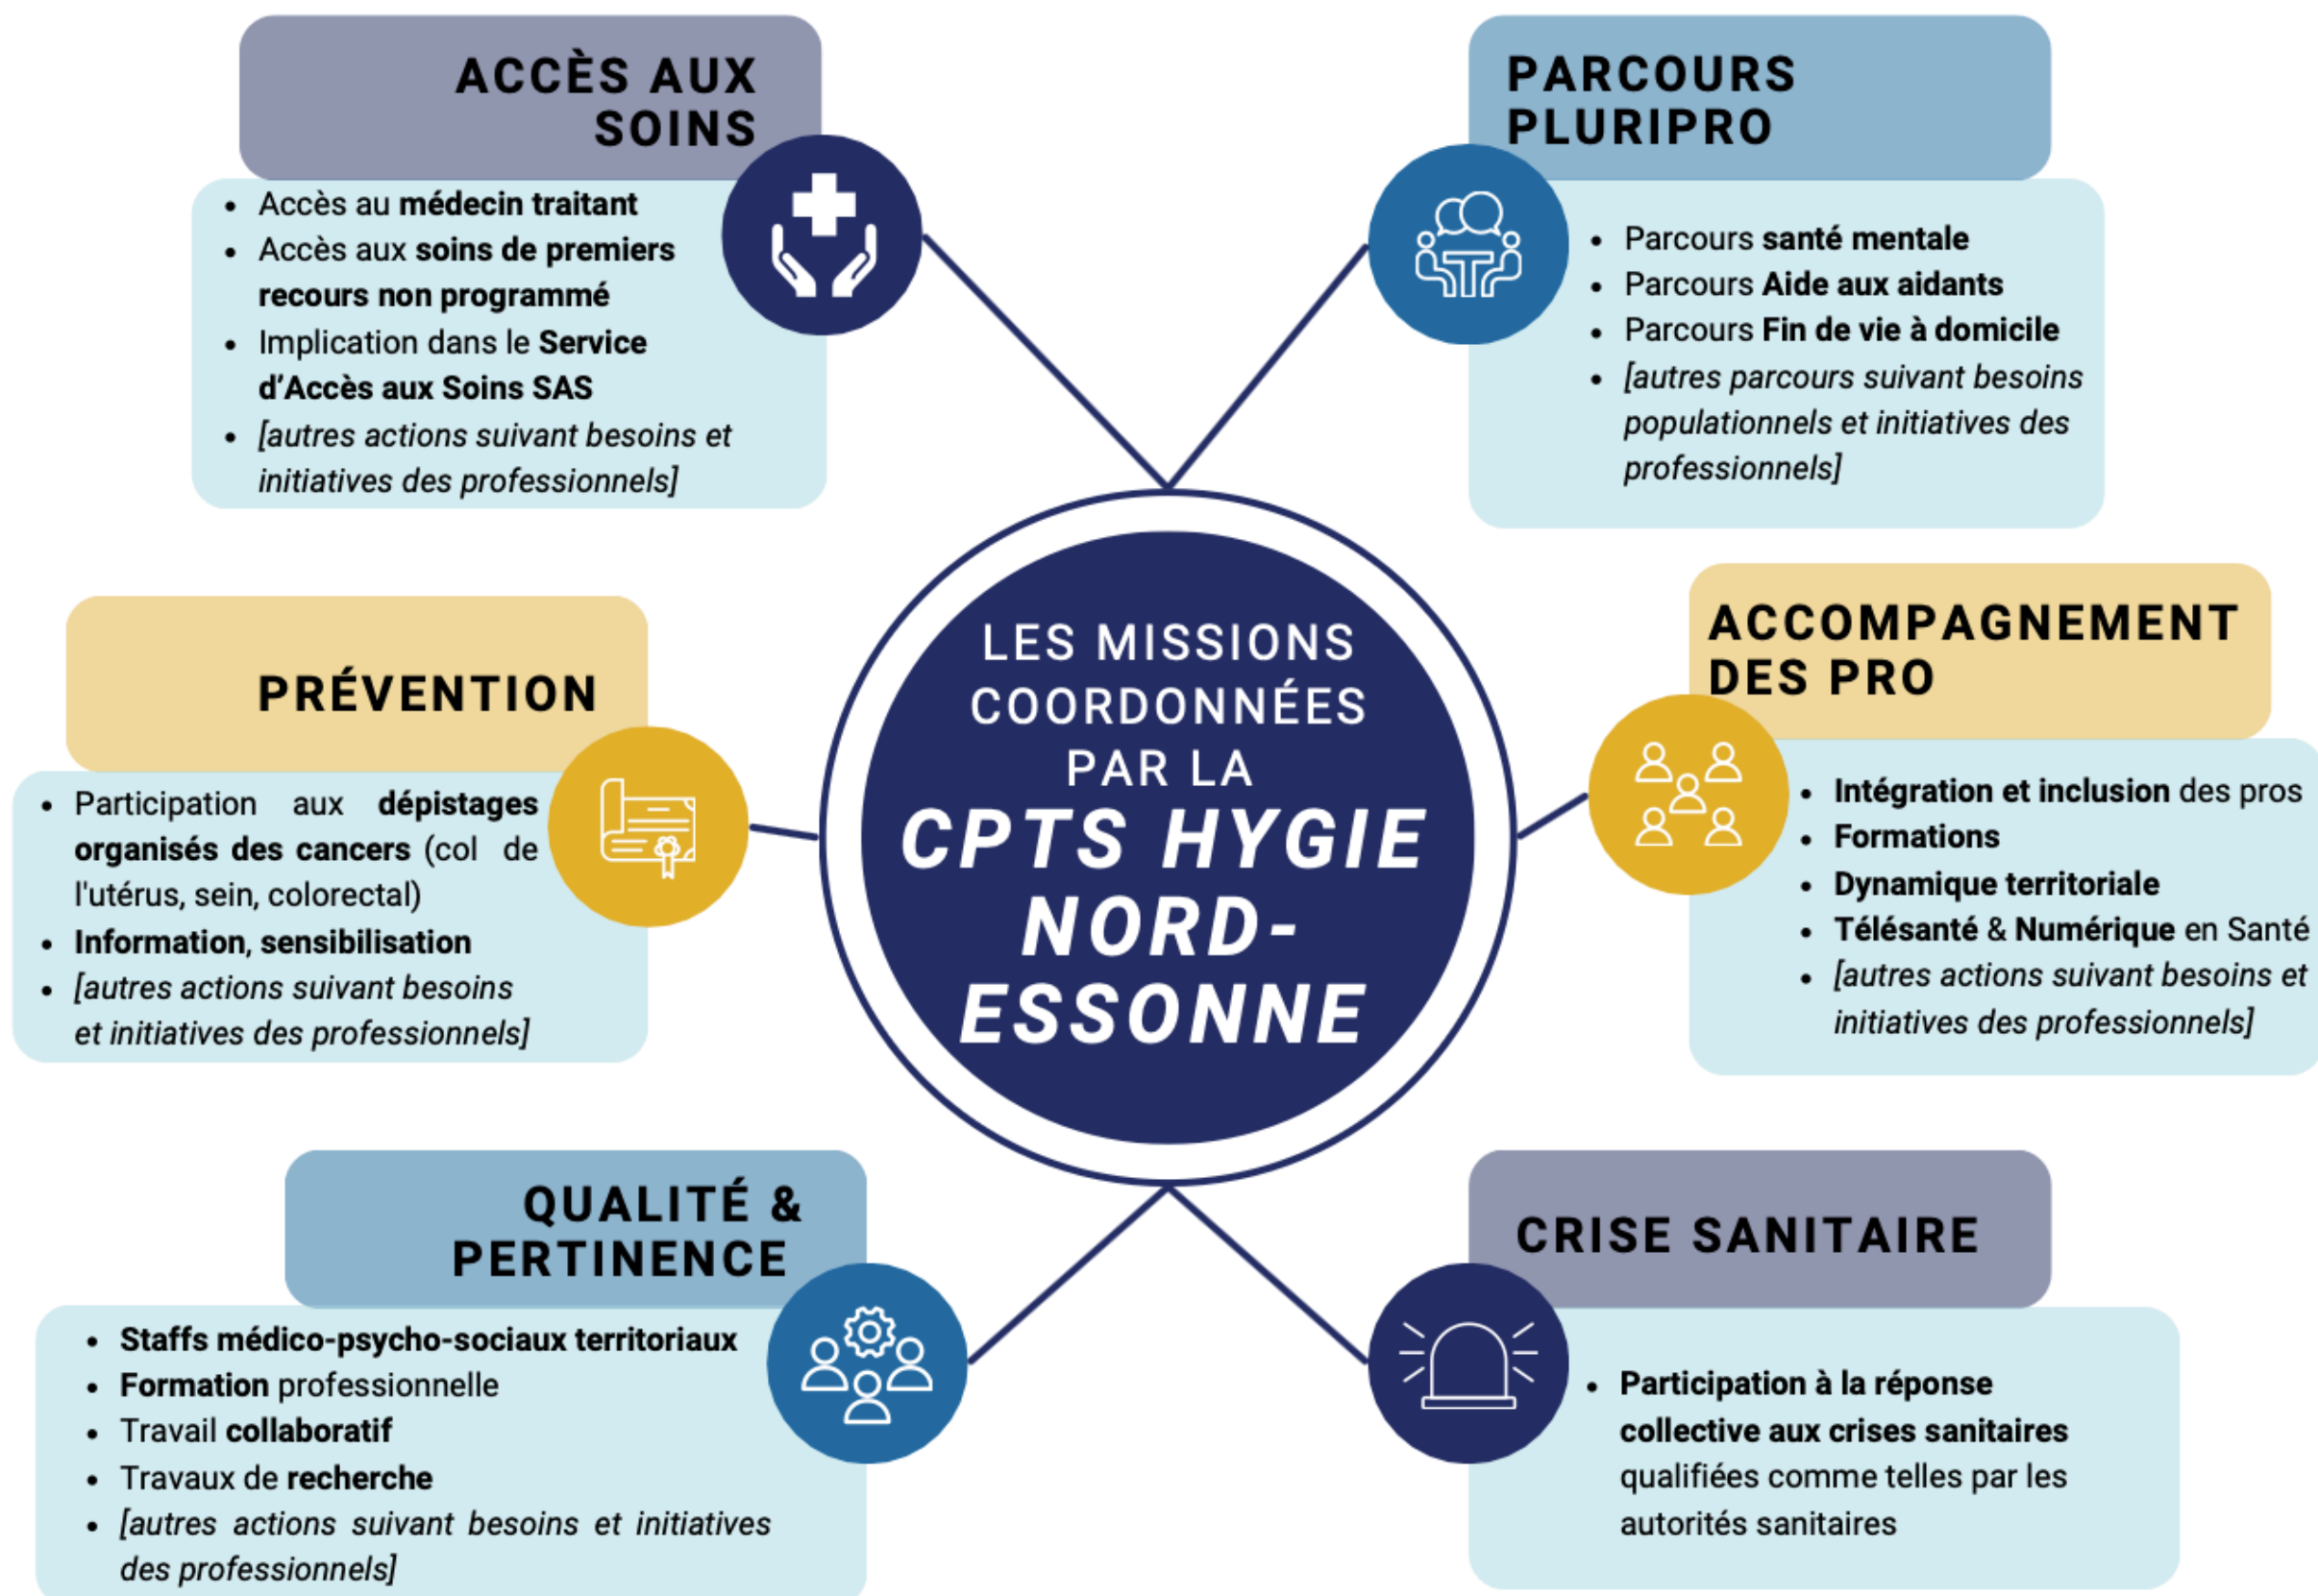 ACCÈS AUX
SOINS
• Accès au médecin traitant
• Accès aux soins de premiers
recours non programmé
• Implication dans le Service
d'Accès aux Soins SAS
• [autres actions suivant besoins et
initiatives des professionnels]
PARCOURS
PLURIPRO
• Parcours santé mentale
• Parcours Aide aux aidants
• Parcours Fin de vie à domicile
• [autres parcours suivant besoins
populationnels et initiatives des
professionnels]
PRÉVENTION
• Participation aux dépistages
organisés des cancers (col de
l'utérus, sein, colorectal)
• Information, sensibilisation
• [autres actions suivant besoins
et initiatives des professionnels]
LES MISSIONS
COORDONNÉES
PAR LA
CPTS HYGIE
NORD-
ESSONNE
ACCOMPAGNEMENT
DES PRO
• Intégration et inclusion des pros
• Formations
• Dynamique territoriale
• Télésanté & Numérique en Santé
• [autres actions suivant besoins et
initiatives des professionnels]
QUALITÉ &
PERTINENCE
• Staffs médico-psycho-sociaux territoriaux
• Formation professionnelle
• Travail collaboratif
• Travaux de recherche
• [autres actions suivant besoins et initiatives
des professionnels]
CRISE SANITAIRE
• Participation à la réponse
collective aux crises sanitaires
qualifiées comme telles par les
autorités sanitaires